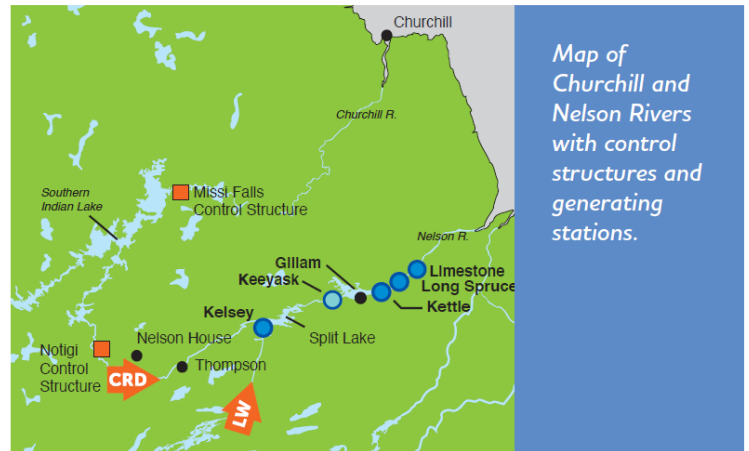 Churchill
Churchill R.
Southern
Indian Lake
Missi Falls
Control Structure
Nelson R.
Gillam
Keeyask
Limestone
Long Spruce
Kettle
Kelsey
Split Lake
Nelson House
Notigi
Control
Structure
Thompson
CRD
LW
Map of
Churchill and
Nelson Rivers
with control
structures and
generating
stations.